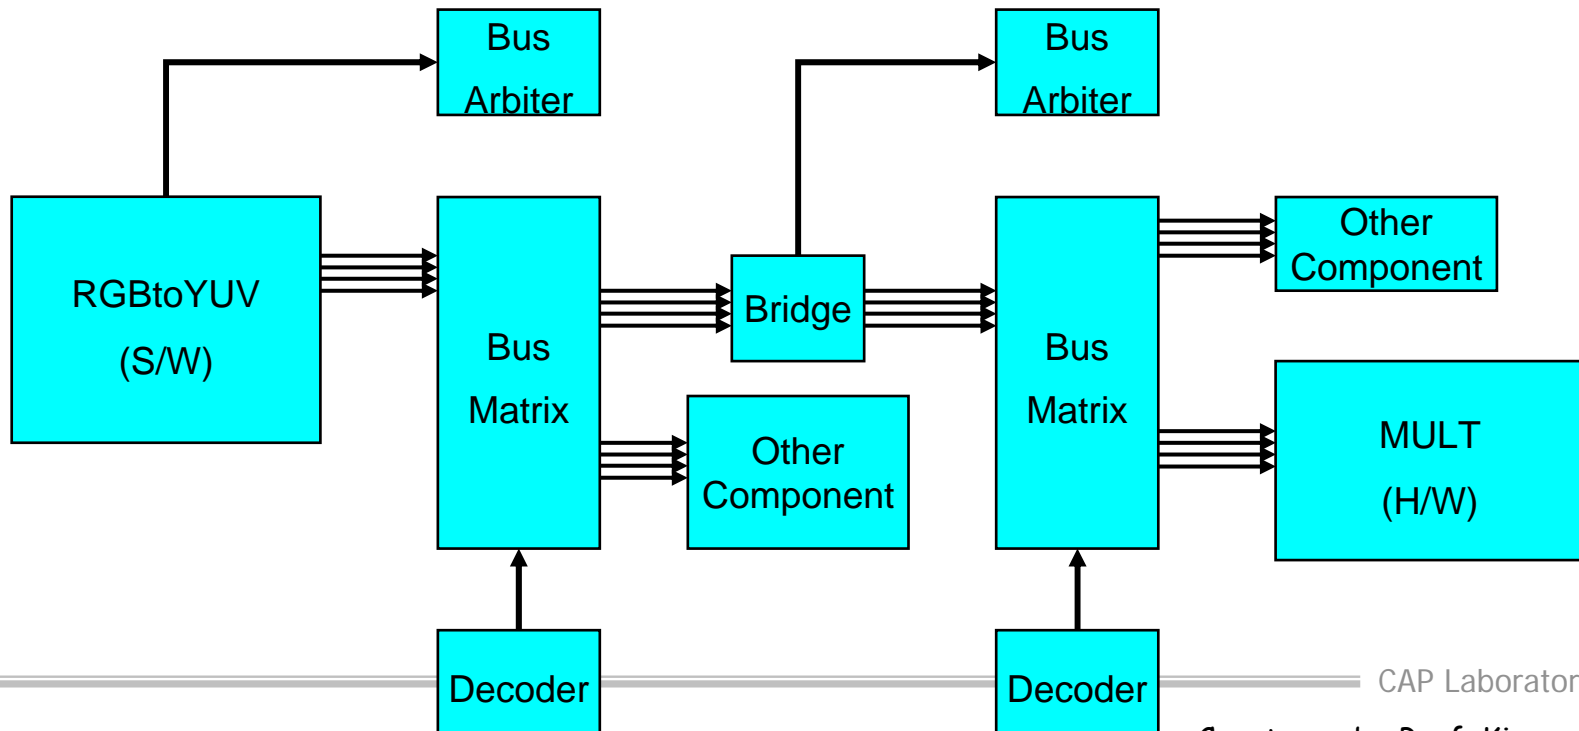 Bus
Arbiter
Bus
Arbiter
RGBtoYUV
(S/W)
Bus
Matrix
Bridge
Other
Component
Bus
Matrix
Other
Component
MULT
(H/W)
Decoder
Decoder
CAP Laborator